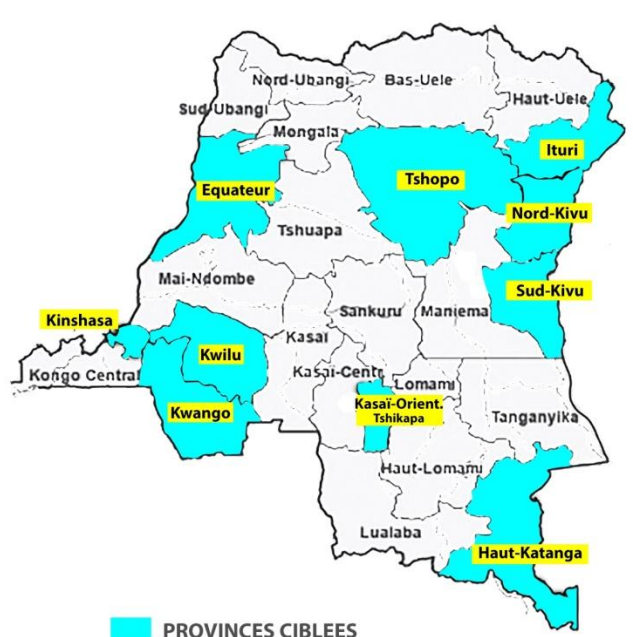 Nord-Ubangi
Bas-Uele
Haut-Uele
Sud-Ubangi
Mongala
Ituri
Equateur
Tshopo
Nord-Kivu
Tshuapa
Mai-Ndombe
Sud-Kivu
Kinshasa
Sankuru
Maniema
Kasaï
Kwilu
Kongo Central
Kasaï-Centr
Lomami
Kwango
Kasaï-Orient.
Tshikapa
Tanganyika
Haut-Lomami
Lualaba
Haut-Katanga
PROVINCES CIBLEES